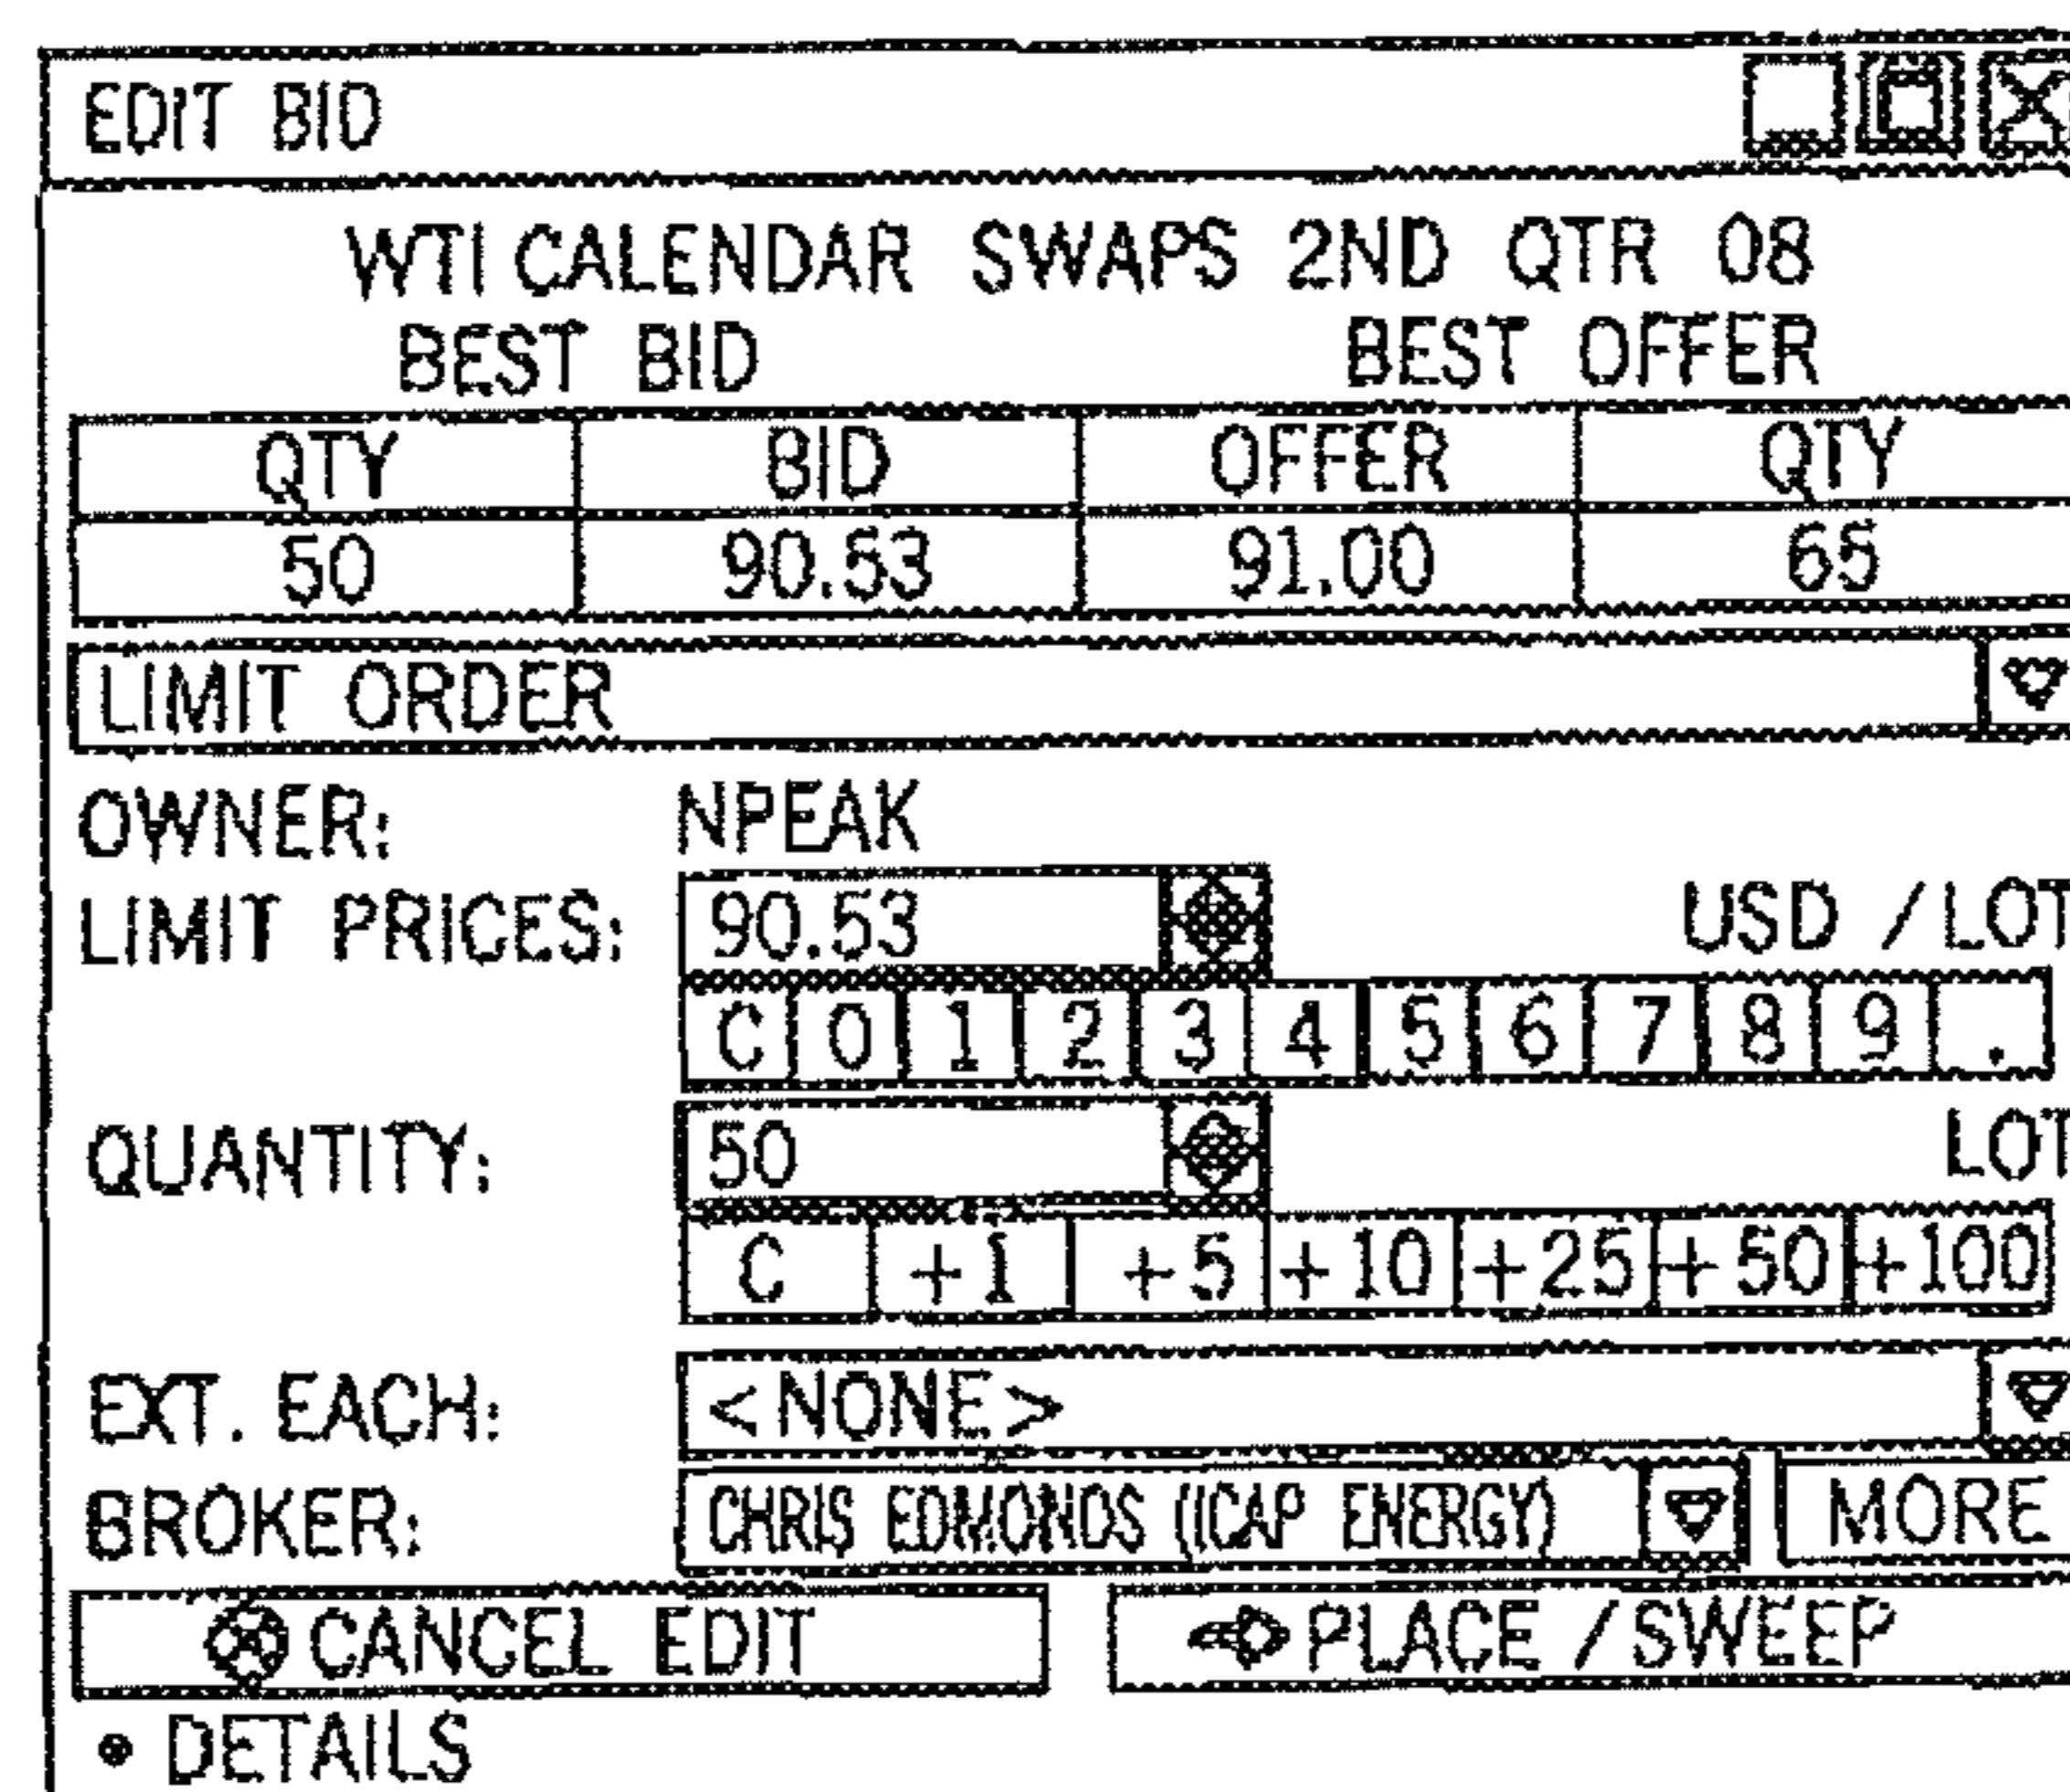 EDIT BID
WTI CALENDAR SWAPS 2ND QTR 08
BEST BID BEST OFFER
QTY BID OFFER QTY
50 90.53 91.00 65
LIMIT ORDER
OWNER: NPEAK
LIMIT PRICES: 90.53 USD / LOT
C 0 1 2 3 4 5 6 7 8 9 .
QUANTITY: 50 LOT
C +1 +5 +10 +25 +50 +100
EXT. EACH: <NONE>
BROKER: CHRIS EDMONDS (ICAP ENERGY) MORE
CANCEL EDIT PLACE / SWEEP
• DETAILS